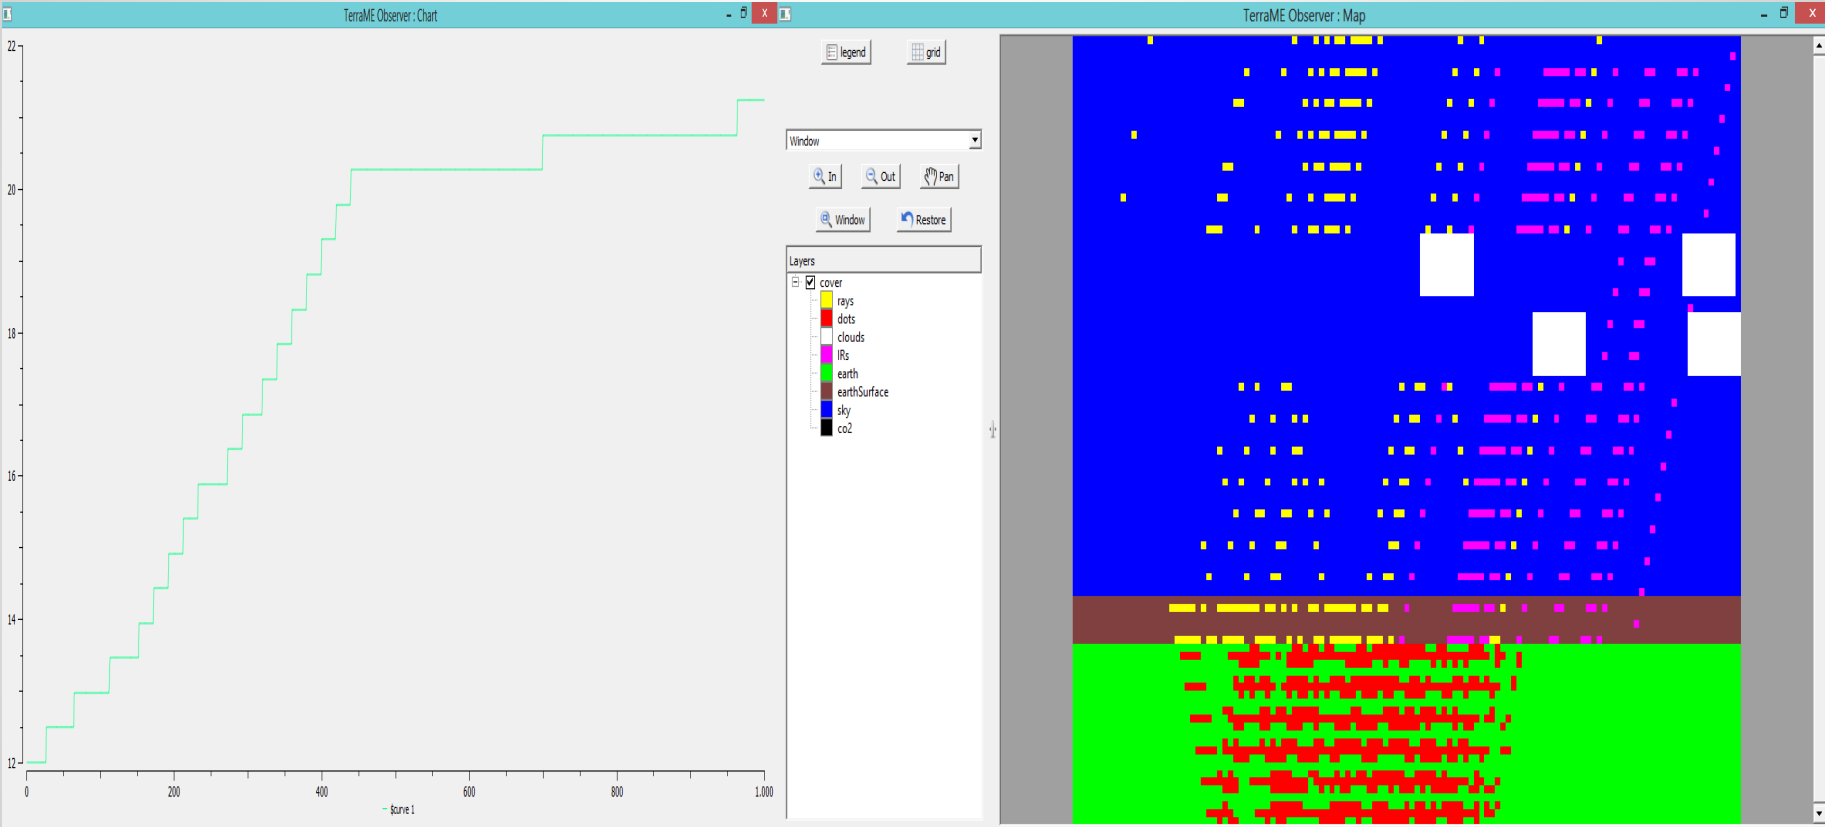 TerraME Observer : Chart
22
20
18
16
14
12
0 200 400 600 800 1.000
$curve 1
TerraME Observer : Map
legend grid
Window
In Out Pan
Window Restore
Layers
cover
rays
dots
clouds
IRs
earth
earthSurface
sky
co2